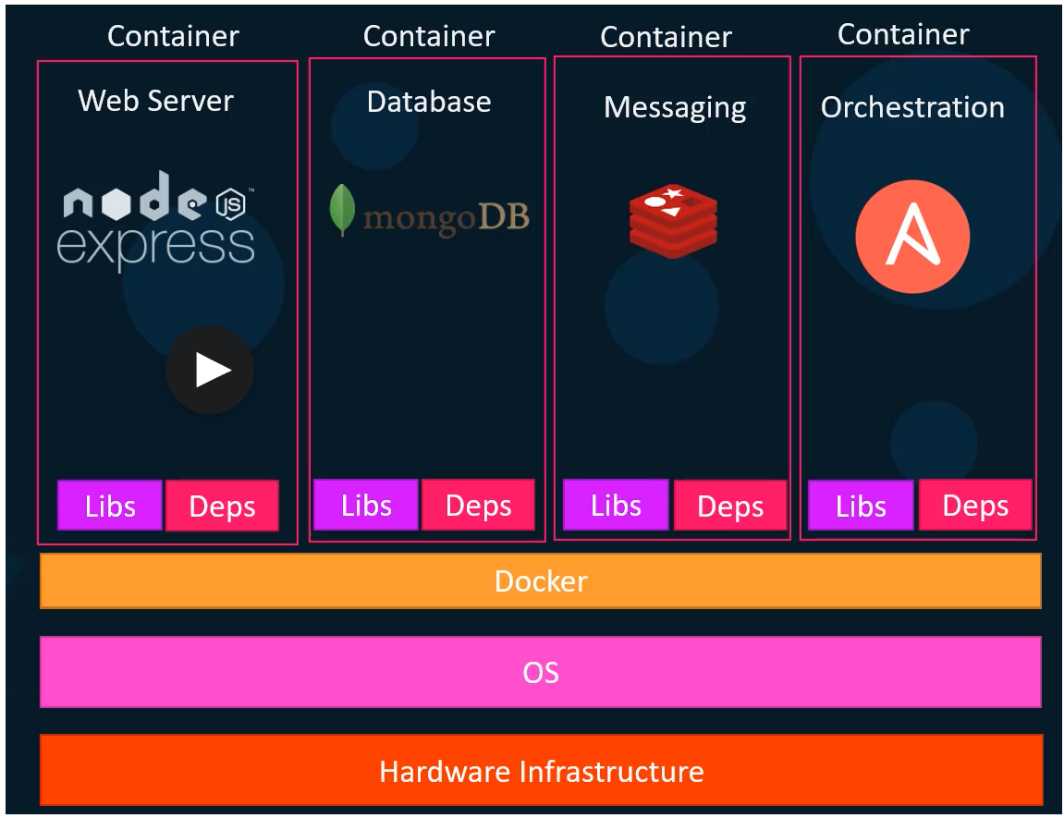 Container
Container
Container
Container
Web Server
Database
Messaging
Orchestration
node JS ™
express
mongoDB
A
Libs
Deps
Libs
Deps
Libs
Deps
Libs
Deps
Docker
OS
Hardware Infrastructure